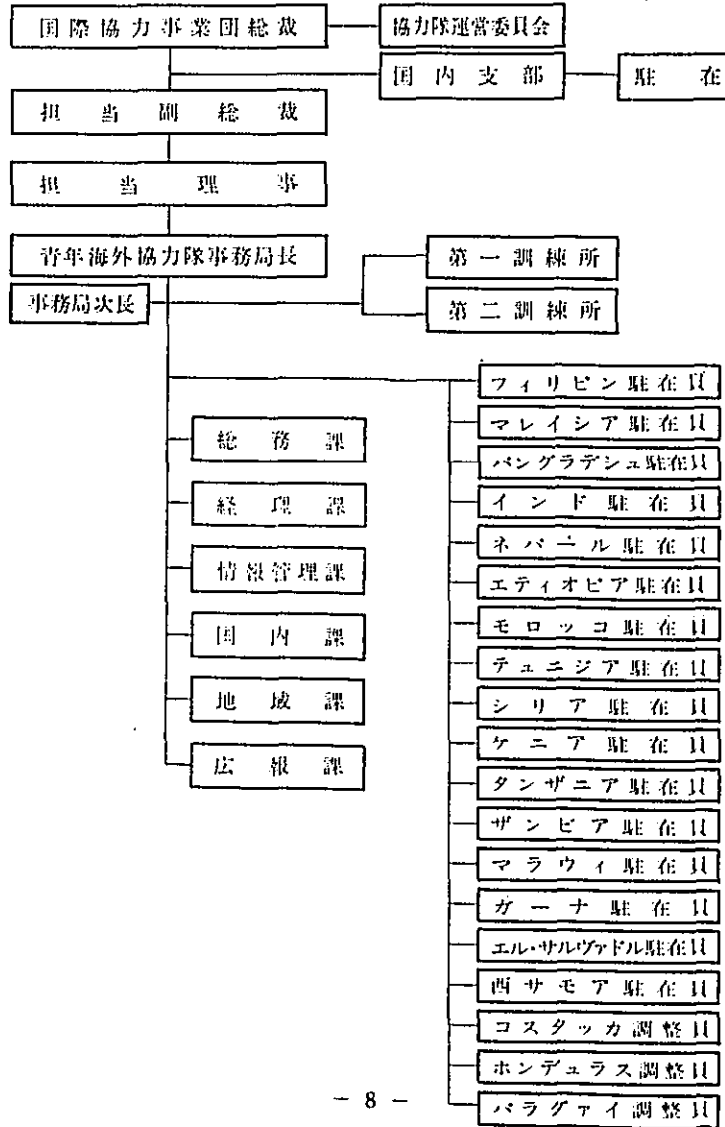 国際協力事業団総裁
協力隊運営委員会
国内支部
駐在
担当副総裁
担当理事
青年海外協力隊事務局長
事務局次長
第一訓練所
第二訓練所
総務課
経理課
情報管理課
国内課
地域課
広報課
フィリピン駐在員
マレイシア駐在員
バングラデシュ駐在員
インド駐在員
ネパール駐在員
エティオピア駐在員
モロッコ駐在員
テュニジア駐在員
シリア駐在員
ケニア駐在員
タンザニア駐在員
ザンビア駐在員
マラウィ駐在員
ガーナ駐在員
エル・サルヴァドル駐在員
西サモア駐在員
コスタッカ調整員
ホンデュラス調整員
パラグァイ調整員
— 8 —